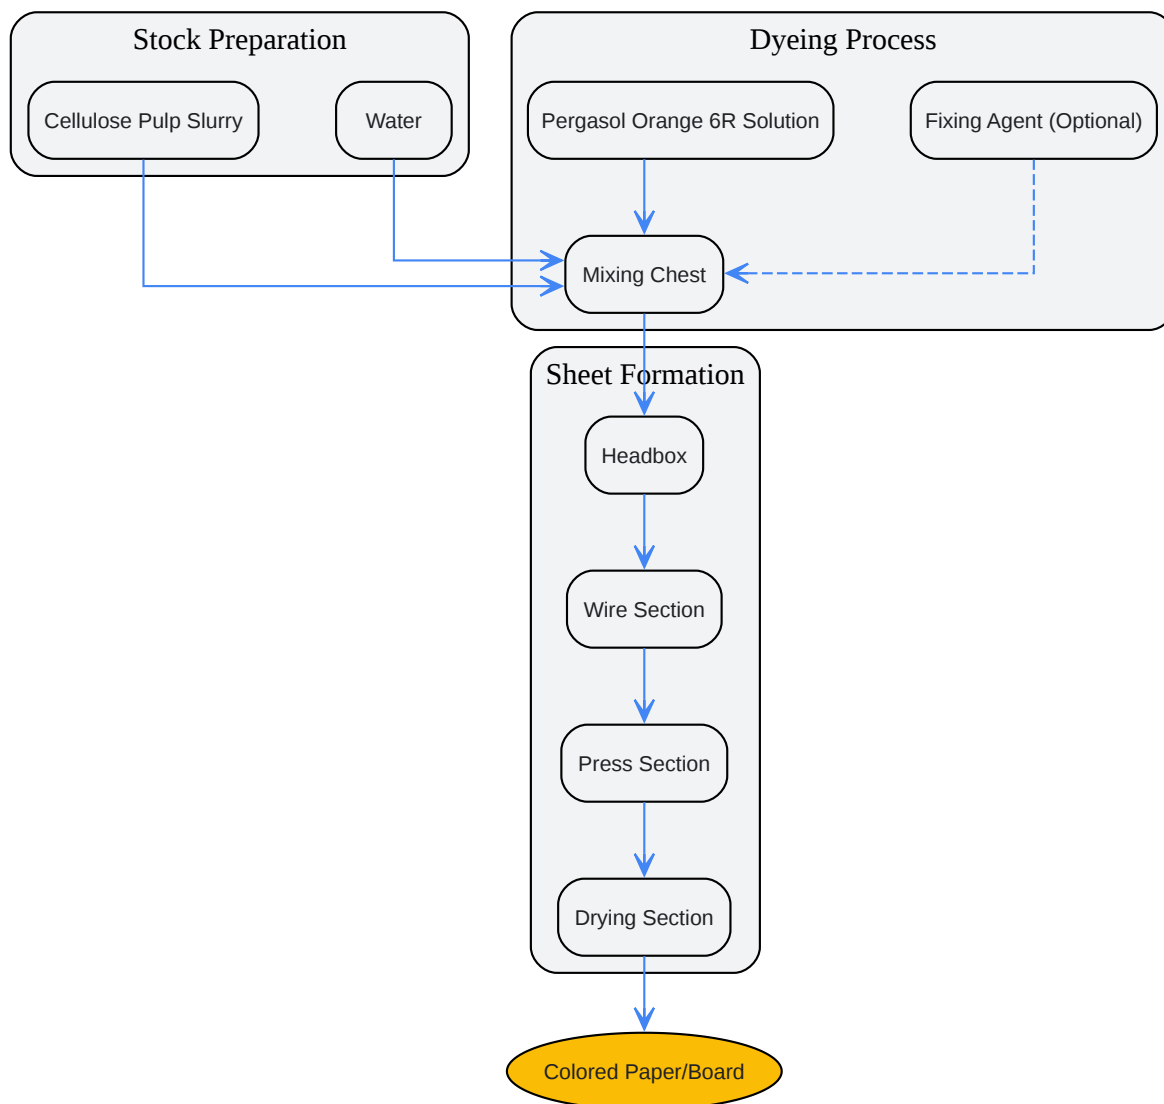 Stock Preparation
Dyeing Process
Cellulose Pulp Slurry
Water
Pergasol Orange 6R Solution
Fixing Agent (Optional)
Mixing Chest
Sheet Formation
Headbox
Wire Section
Press Section
Drying Section
Colored Paper/Board